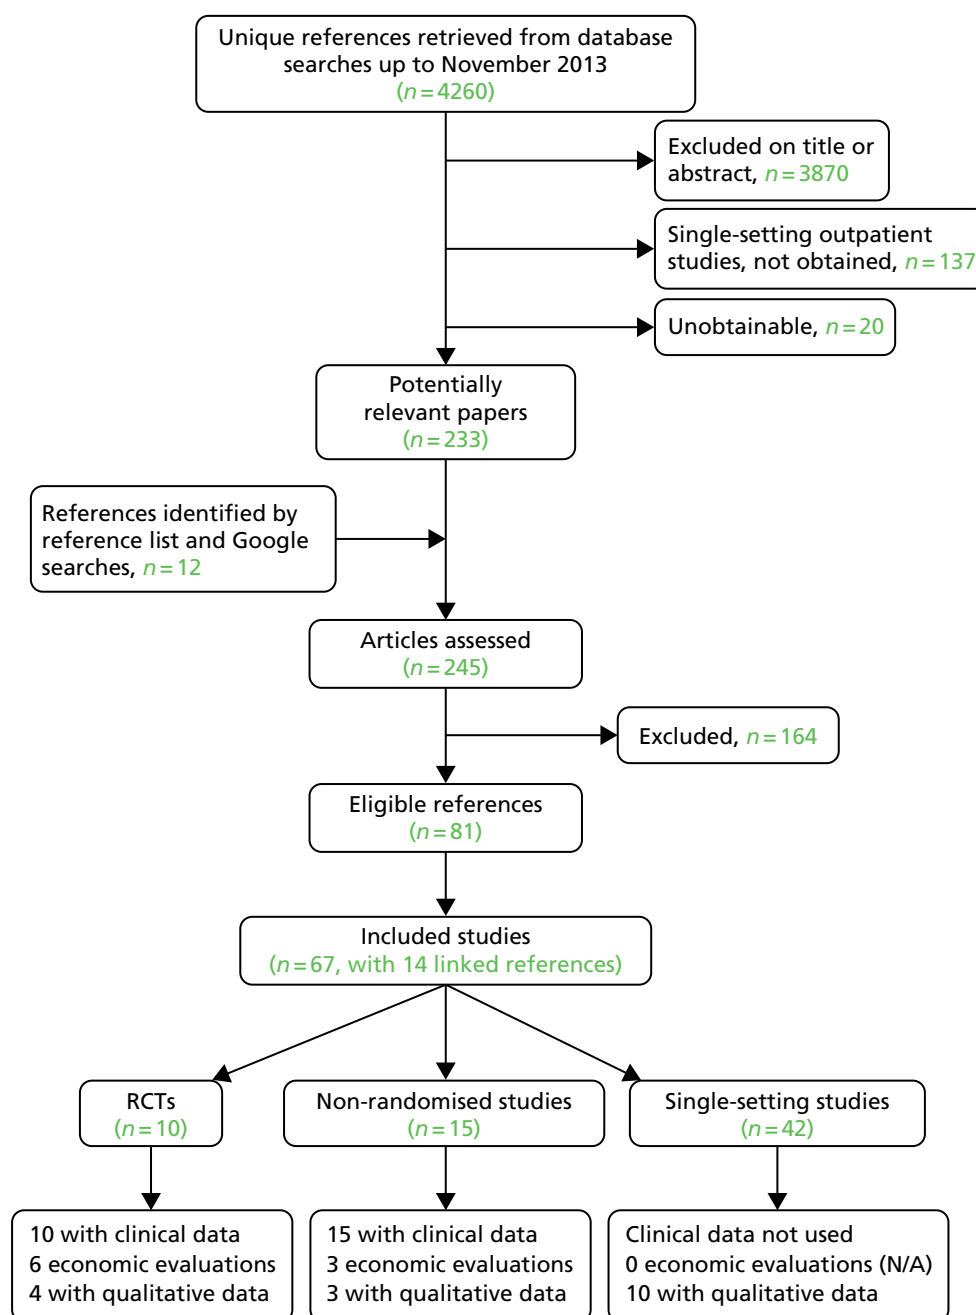 Unique references retrieved from database
searches up to November 2013
(n = 4260)
Excluded on title or
abstract, n = 3870
Single-setting outpatient
studies, not obtained, n = 137
Unobtainable, n = 20
Potentially
relevant papers
(n = 233)
References identified by
reference list and Google
searches, n = 12
Articles assessed
(n = 245)
Excluded, n = 164
Eligible references
(n = 81)
Included studies
(n = 67, with 14 linked references)
RCTs
(n = 10)
Non-randomised studies
(n = 15)
Single-setting studies
(n = 42)
10 with clinical data
6 economic evaluations
4 with qualitative data
15 with clinical data
3 economic evaluations
3 with qualitative data
Clinical data not used
0 economic evaluations (N/A)
10 with qualitative data